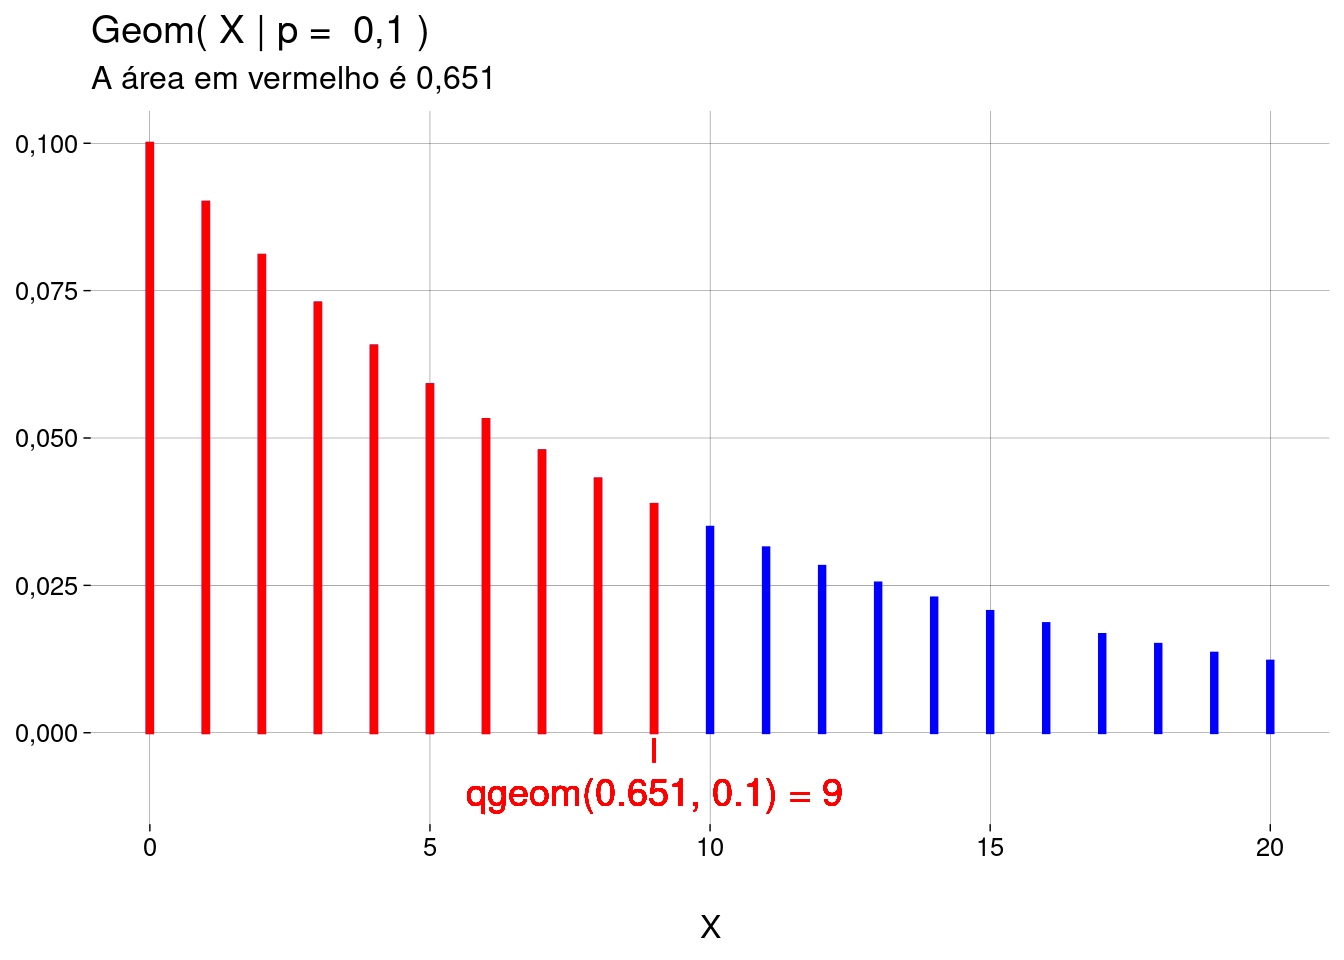 Geom( X | p =  0,1 )
A área em vermelho é 0,651
0,100
0,075
0,050
0,025
0,000
qgeom(0.651, 0.1) = 9
0 5 10 15 20
X